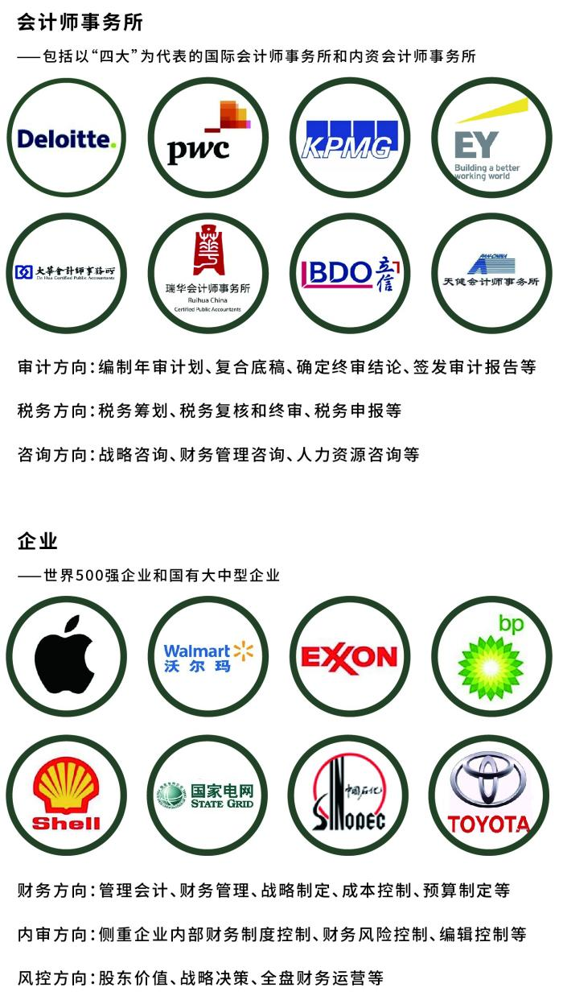 会计师事务所
——包括以“四大”为代表的国际会计师事务所和内资会计师事务所
Deloitte.
pwc
KPMG
EY
Building a better
working world
大華會計師事務所
Da Hua Certified Public Accountants
瑞华会计师事务所
Ruihua China
Certified Public Accountants
BDO 立信
PAN-CHINA
天健会计师事务所
审计方向：编制年审计划、复合底稿、确定终审结论、签发审计报告等
税务方向：税务筹划、税务复核和终审、税务申报等
咨询方向：战略咨询、财务管理咨询、人力资源咨询等
企业
——世界500强企业和国有大中型企业
Walmart
沃尔玛
EXXON
bp
Shell
国家电网
STATE GRID
中国石化
SINOPEC
TOYOTA
财务方向：管理会计、财务管理、战略制定、成本控制、预算制定等
内审方向：侧重企业内部财务制度控制、财务风险控制、编辑控制等
风控方向：股东价值、战略决策、全盘财务运营等